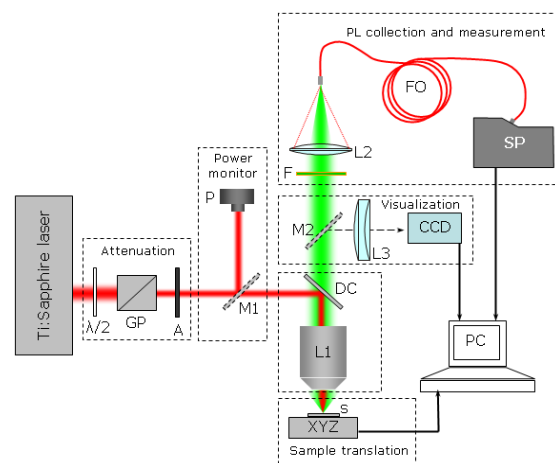 PL collection and measurement
FO
SP
L2
F
Power
monitor
P
Visualization
M2
CCD
L3
Ti:Sapphire laser
Attenuation
λ/2
GP
A
M1
DC
L1
PC
s
XYZ
Sample translation